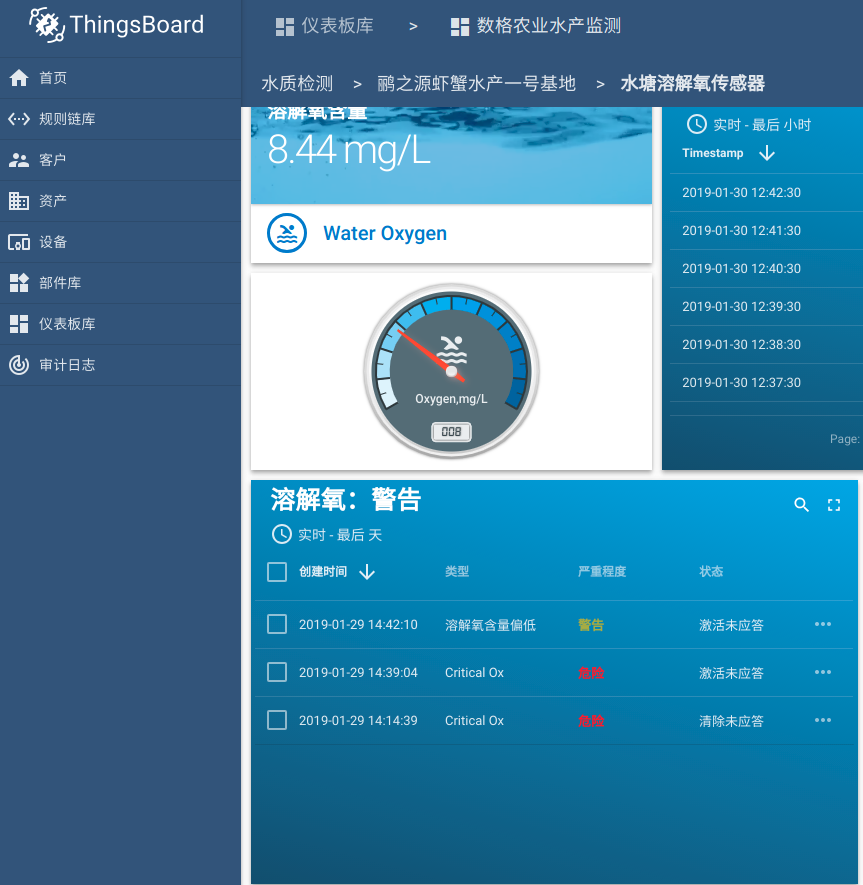 ThingsBoard
首页
规则链库
客户
资产
设备
部件库
仪表板库
审计日志
仪表板库 > 数格农业水产监测
水质检测 > 鹂之源虾蟹水产一号基地 > 水塘溶解氧传感器
溶解氧含量
8.44 mg/L
Water Oxygen
Oxygen,mg/L
008
实时 - 最后 小时
Timestamp
2019-01-30 12:42:30
2019-01-30 12:41:30
2019-01-30 12:40:30
2019-01-30 12:39:30
2019-01-30 12:38:30
2019-01-30 12:37:30
Page:
溶解氧：警告
实时 - 最后 天
创建时间 类型 严重程度 状态
2019-01-29 14:42:10 溶解氧含量偏低 警告 激活未应答
2019-01-29 14:39:04 Critical Ox 危险 激活未应答
2019-01-29 14:14:39 Critical Ox 危险 清除未应答